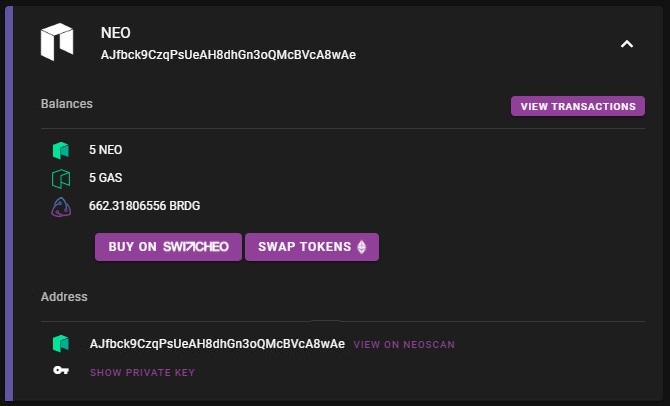 NEO
AJfbck9CzqPsUeAH8dhGn3oQMcBVcA8wAe
Balances
VIEW TRANSACTIONS
5 NEO
5 GAS
662.31806556 BRDG
BUY ON SWITCHEO
SWAP TOKENS
Address
AJfbck9CzqPsUeAH8dhGn3oQMcBVcA8wAe VIEW ON NEOSCAN
SHOW PRIVATE KEY